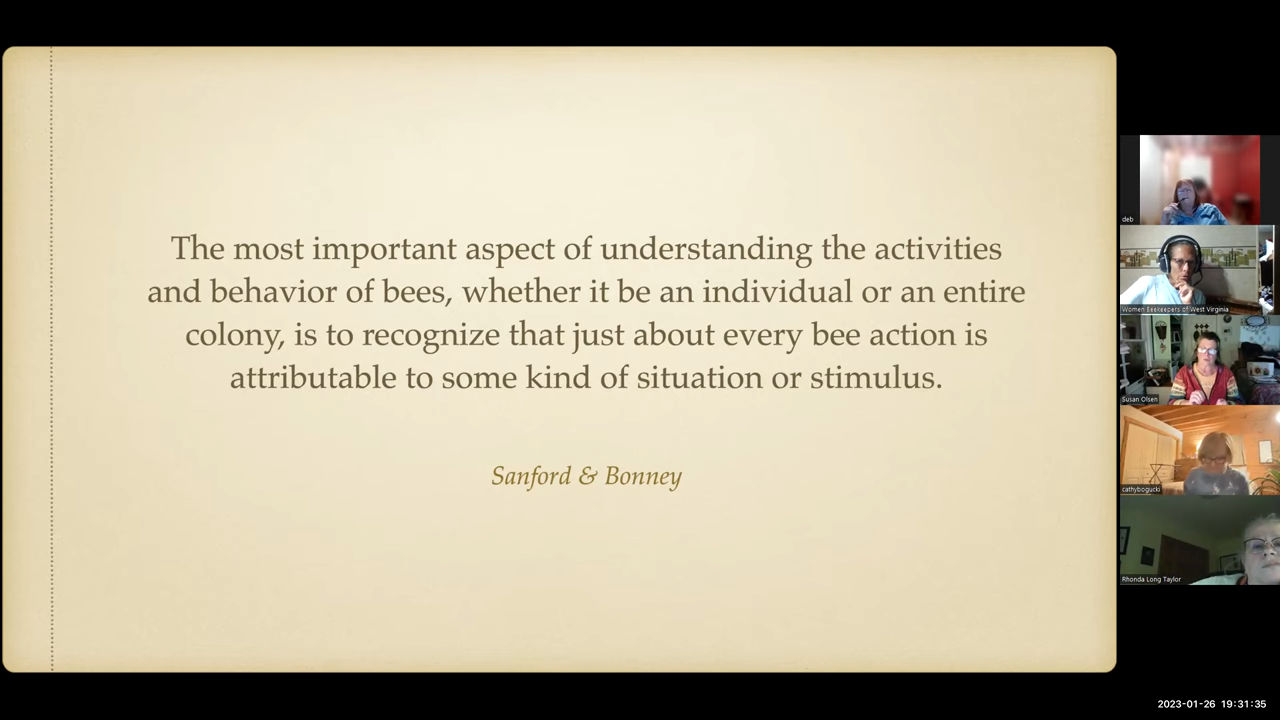 The most important aspect of understanding the activities
and behavior of bees, whether it be an individual or an entire
colony, is to recognize that just about every bee action is
attributable to some kind of situation or stimulus.
Sanford & Bonney
deb
Women Beekeepers of West Virginia
Susan Olsen
cathybogucki
Rhonda Long Taylor
2023-01-26 19:31:35